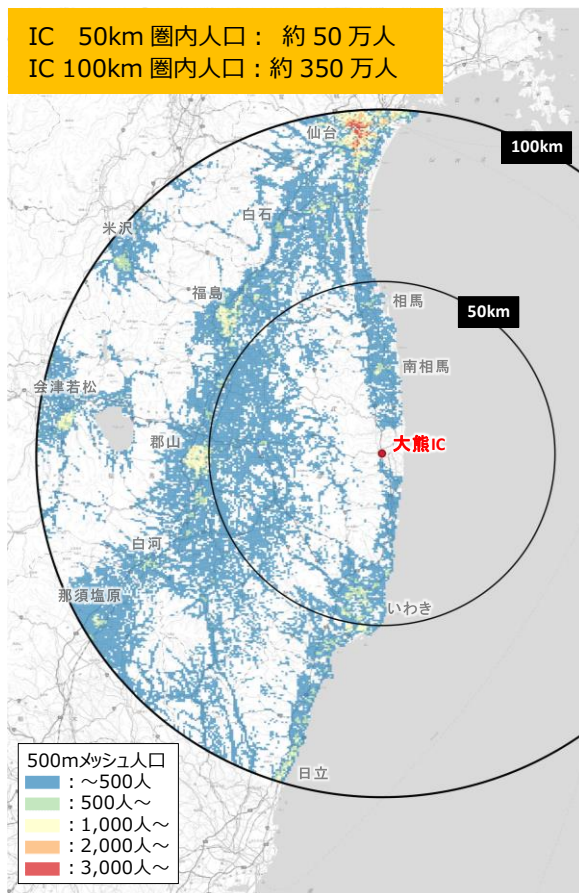 IC 50km 圏内人口： 約 50 万人
IC 100km 圏内人口：約 350 万人
仙台
100km
白石
米沢
福島
相馬
50km
南相馬
会津若松
郡山
大熊IC
白河
那須塩原
いわき
日立
500mメッシュ人口
：～500人
：500人～
：1,000人～
：2,000人～
：3,000人～